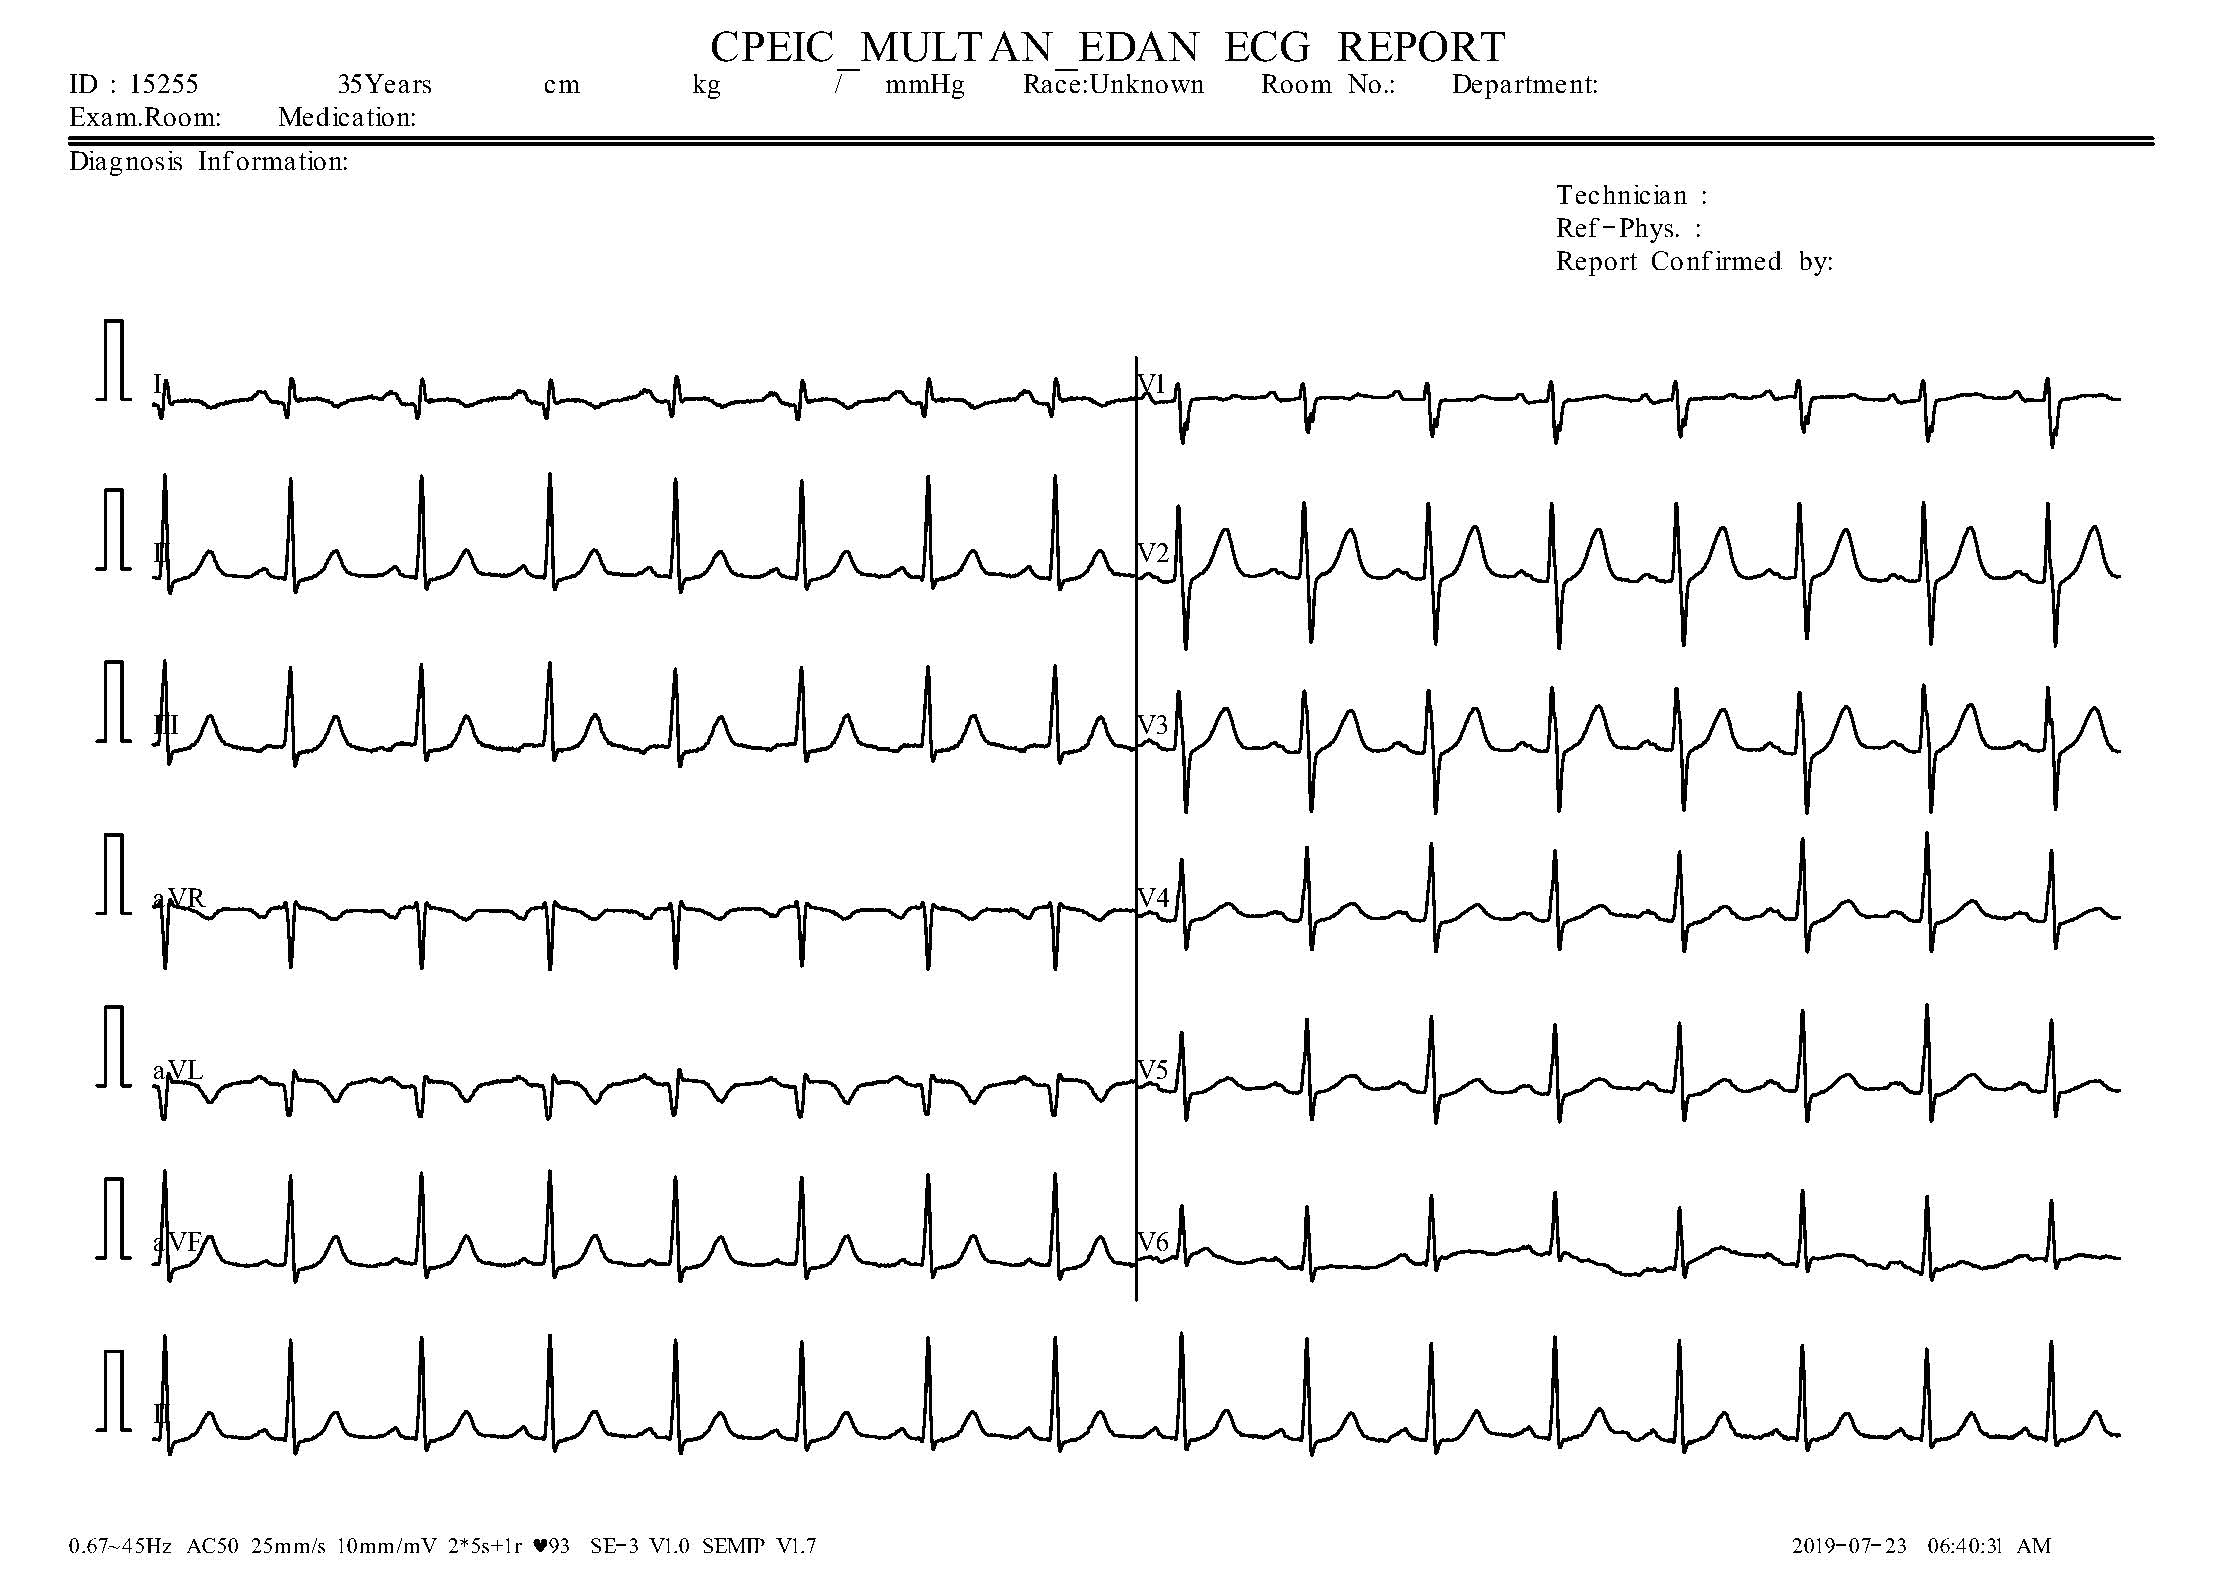 CPEIC_MULTAN_EDAN ECG REPORT
ID : 15255 35Years cm kg / mmHg Race:Unknown Room No.: Department:
Exam.Room: Medication:
Diagnosis Information:
Technician :
Ref-Phys. :
Report Confirmed by:
I V1
II V2
III V3
aVR V4
aVL V5
aVF V6
II
0.67~45Hz AC50 25mm/s 10mm/mV 2*5s+1r ♥93 SE-3 V1.0 SEMIP V1.7 2019-07-23 06:40:31 AM